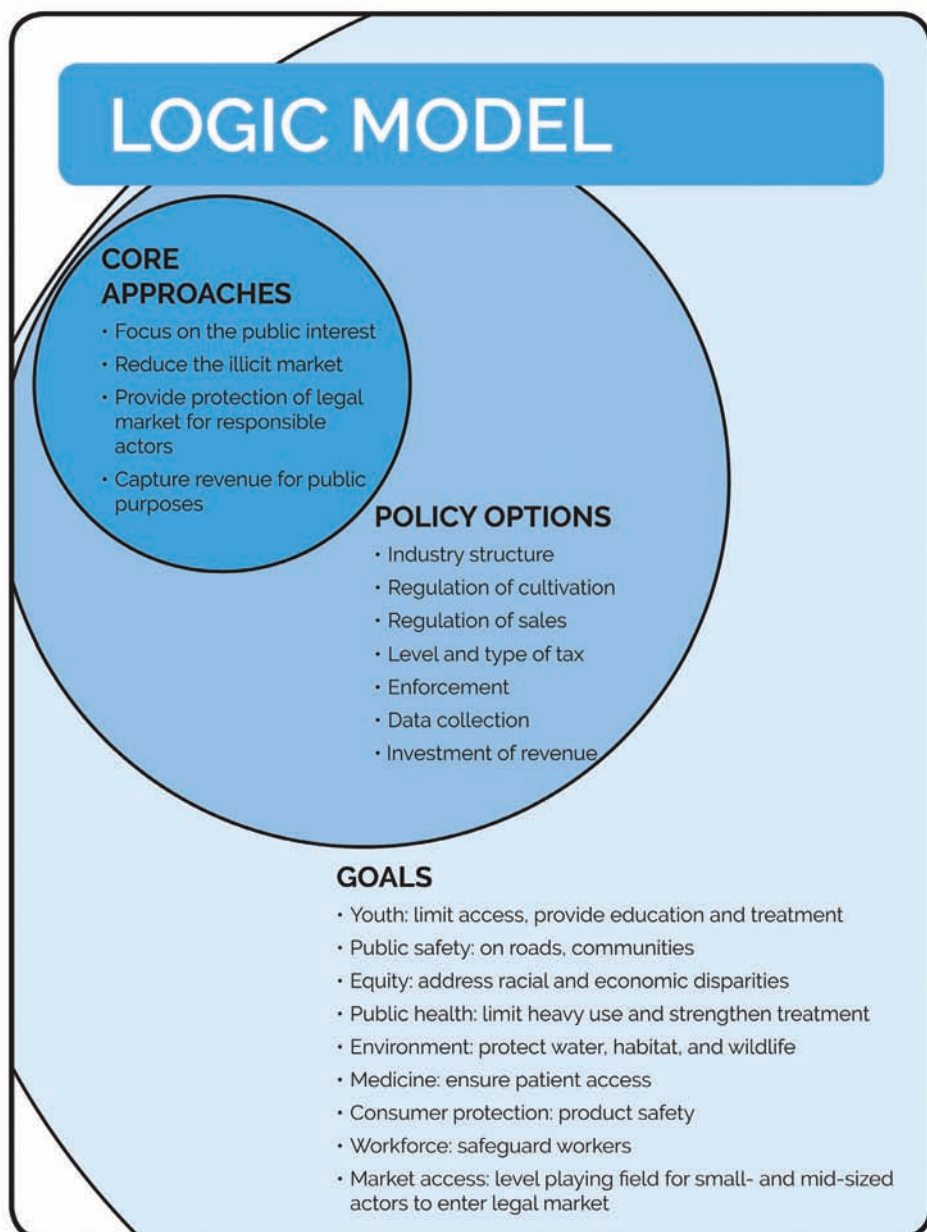 LOGIC MODEL
CORE
APPROACHES
• Focus on the public interest
• Reduce the illicit market
• Provide protection of legal
market for responsible
actors
• Capture revenue for public
purposes
POLICY OPTIONS
• Industry structure
• Regulation of cultivation
• Regulation of sales
• Level and type of tax
• Enforcement
• Data collection
• Investment of revenue
GOALS
• Youth: limit access, provide education and treatment
• Public safety: on roads, communities
• Equity: address racial and economic disparities
• Public health: limit heavy use and strengthen treatment
• Environment: protect water, habitat, and wildlife
• Medicine: ensure patient access
• Consumer protection: product safety
• Workforce: safeguard workers
• Market access: level playing field for small- and mid-sized
actors to enter legal market